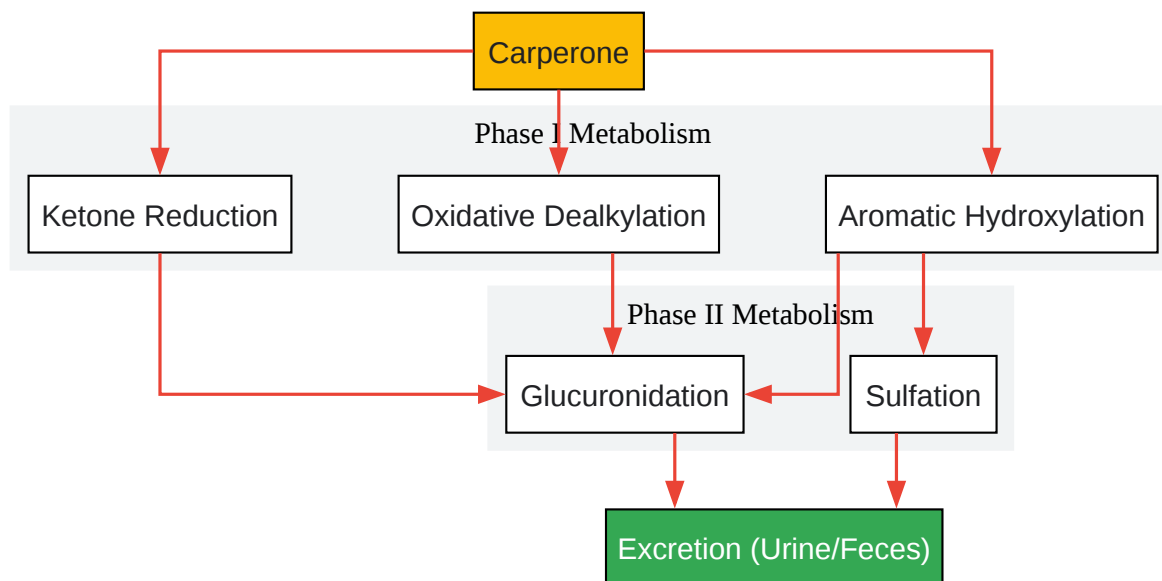 Carperone
Phase I Metabolism
Ketone Reduction
Oxidative Dealkylation
Aromatic Hydroxylation
Phase II Metabolism
Glucuronidation
Sulfation
Excretion (Urine/Feces)